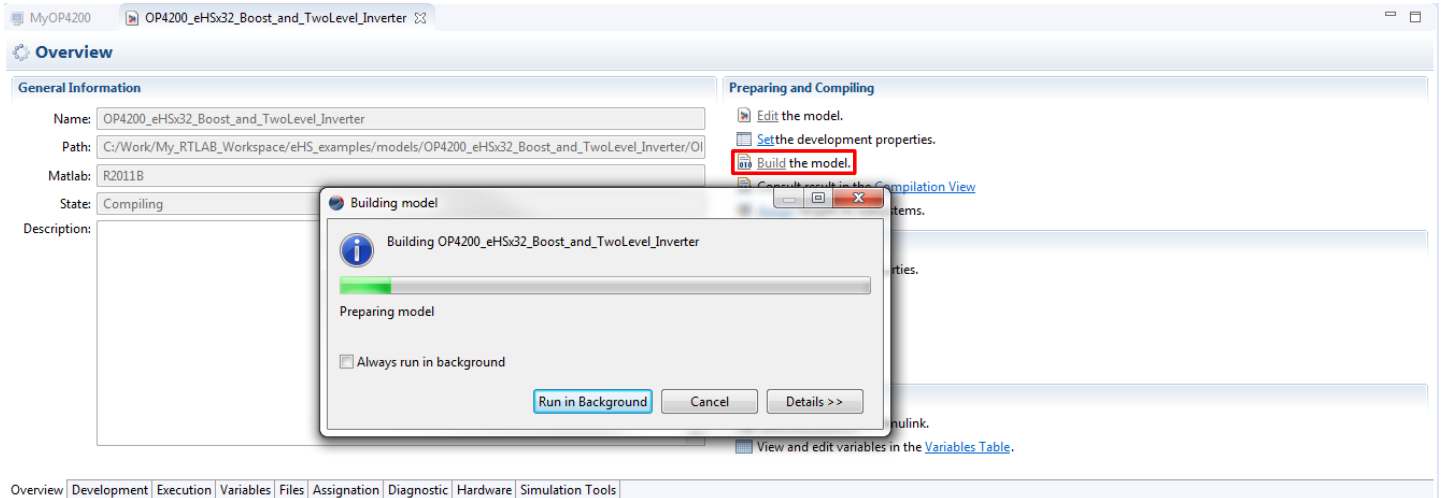 MyOP4200 OP4200_eHSx32_Boost_and_TwoLevel_Inverter
Overview
General Information
Name: OP4200_eHSx32_Boost_and_TwoLevel_Inverter
Path: C:/Work/My_RTLAB_Workspace/eHS_examples/models/OP4200_eHSx32_Boost_and_TwoLevel_Inverter/Ol
Matlab: R2011B
State: Compiling
Description:
Preparing and Compiling
Edit the model.
Setthe development properties.
Build the model.
Consult result in the Compilation View
stems.
rties.
nulink.
View and edit variables in the Variables Table.
Building model
Building OP4200_eHSx32_Boost_and_TwoLevel_Inverter
Preparing model
Always run in background
Run in Background Cancel Details >>
Overview Development Execution Variables Files Assignation Diagnostic Hardware Simulation Tools